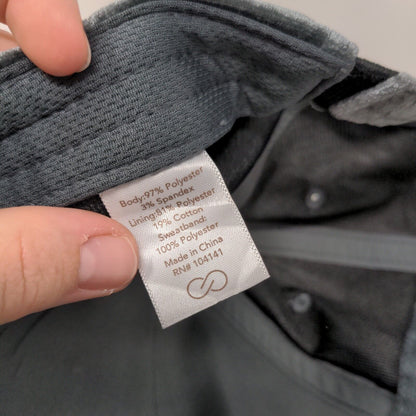 Body:97% Polyester
3% Spandex
Lining:81% Polyester
19% Cotton
Sweatband:
100% Polyester
Made in China
RN# 104141